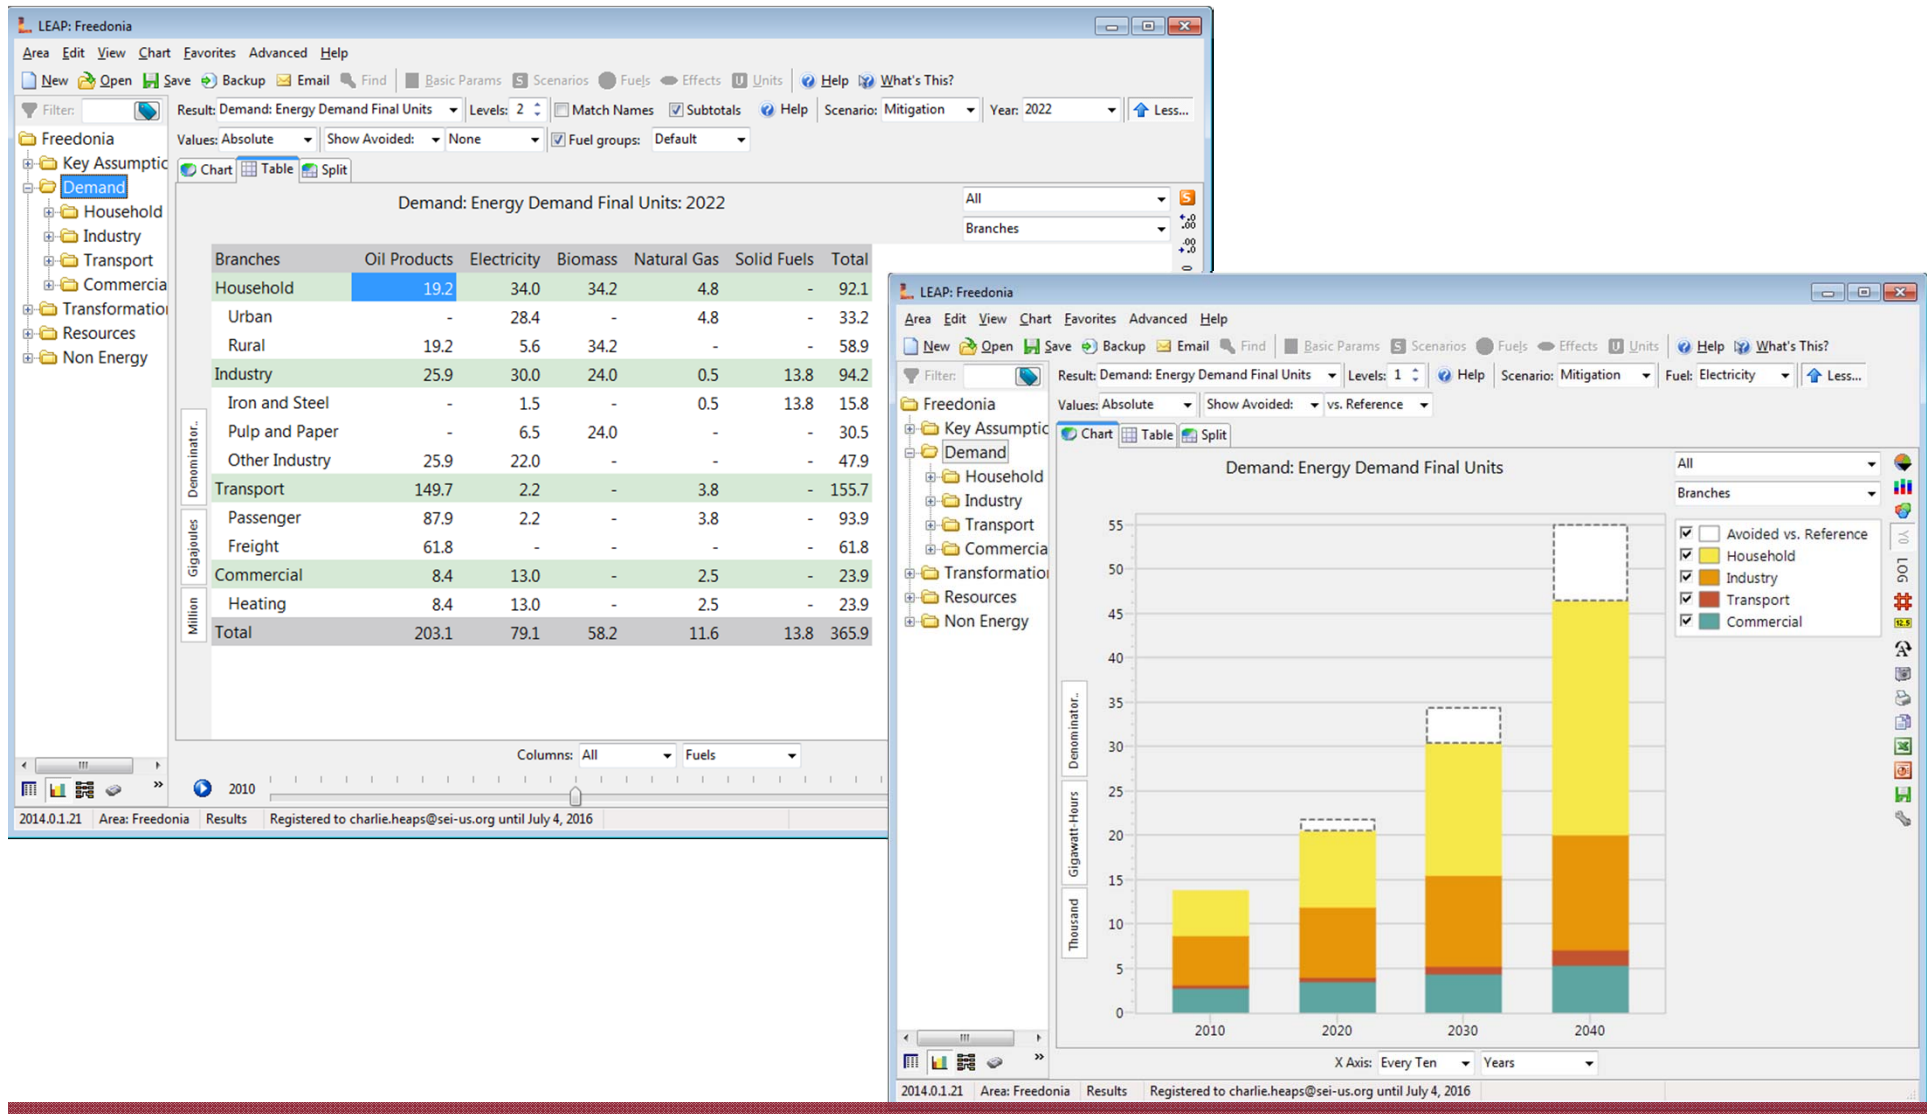 LEAP: Freedonia
Area Edit View Chart Favorites Advanced Help
New Open Save Backup Email Find Basic Params Scenarios Fuels Effects Units Help What's This?
Filter: Result: Demand: Energy Demand Final Units Levels: 2 Match Names Subtotals Help Scenario: Mitigation Year: 2022 Less...
Values: Absolute Show Avoided: None Fuel groups: Default
Freedonia
Key Assumptic
Demand
Household
Industry
Transport
Commercia
Transformatio
Resources
Non Energy
Chart Table Split
Demand: Energy Demand Final Units: 2022
All
Branches
Branches Oil Products Electricity Biomass Natural Gas Solid Fuels Total
Household 19.2 34.0 34.2 4.8 - 92.1
Urban - 28.4 - 4.8 - 33.2
Rural 19.2 5.6 34.2 - - 58.9
Industry 25.9 30.0 24.0 0.5 13.8 94.2
Iron and Steel - 1.5 - 0.5 13.8 15.8
Pulp and Paper - 6.5 24.0 - - 30.5
Other Industry 25.9 22.0 - - - 47.9
Transport 149.7 2.2 - 3.8 - 155.7
Passenger 87.9 2.2 - 3.8 - 93.9
Freight 61.8 - - - - 61.8
Commercial 8.4 13.0 - 2.5 - 23.9
Heating 8.4 13.0 - 2.5 - 23.9
Total 203.1 79.1 58.2 11.6 13.8 365.9
Denominator..
Gigajoules
Million
Columns: All Fuels
2010
2014.0.1.21 Area: Freedonia Results Registered to charlie.heaps@sei-us.org until July 4, 2016
LEAP: Freedonia
Area Edit View Chart Favorites Advanced Help
New Open Save Backup Email Find Basic Params Scenarios Fuels Effects Units Help What's This?
Filter: Result: Demand: Energy Demand Final Units Levels: 1 Help Scenario: Mitigation Fuel: Electricity Less...
Values: Absolute Show Avoided: vs. Reference
Freedonia
Key Assumptic
Demand
Household
Industry
Transport
Commercia
Transformatio
Resources
Non Energy
Chart Table Split
Demand: Energy Demand Final Units
All
Branches
Avoided vs. Reference
Household
Industry
Transport
Commercial
Y0
LOG
12.5
55
50
45
40
35
30
25
20
15
10
5
0
Denominator..
Gigawatt-Hours
Thousand
2010 2020 2030 2040
X Axis: Every Ten Years
2014.0.1.21 Area: Freedonia Results Registered to charlie.heaps@sei-us.org until July 4, 2016